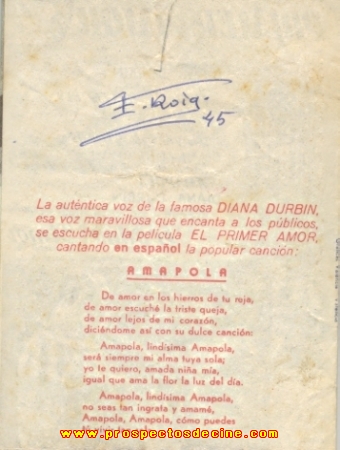 F. Roig.
45
La auténtica voz de la famosa DIANA DURBIN,
esa voz maravillosa que encanta a los públicos,
se escucha en la película EL PRIMER AMOR,
cantando en español la popular canción:
AMAPOLA
De amor en los hierros de tu reja,
de amor escuché la triste queja,
de amor lejos de mi corazón,
diciéndome así con su dulce canción:
Amapola, lindísima Amapola,
será siempre mi alma tuya sola;
yo te quiero, amada niña mía,
igual que ama la flor la luz del día.
Amapola, lindísima Amapola,
no seas tan ingrata y amamé,
Amapola, Amapola, cómo puedes
www.prospectosdecine.com